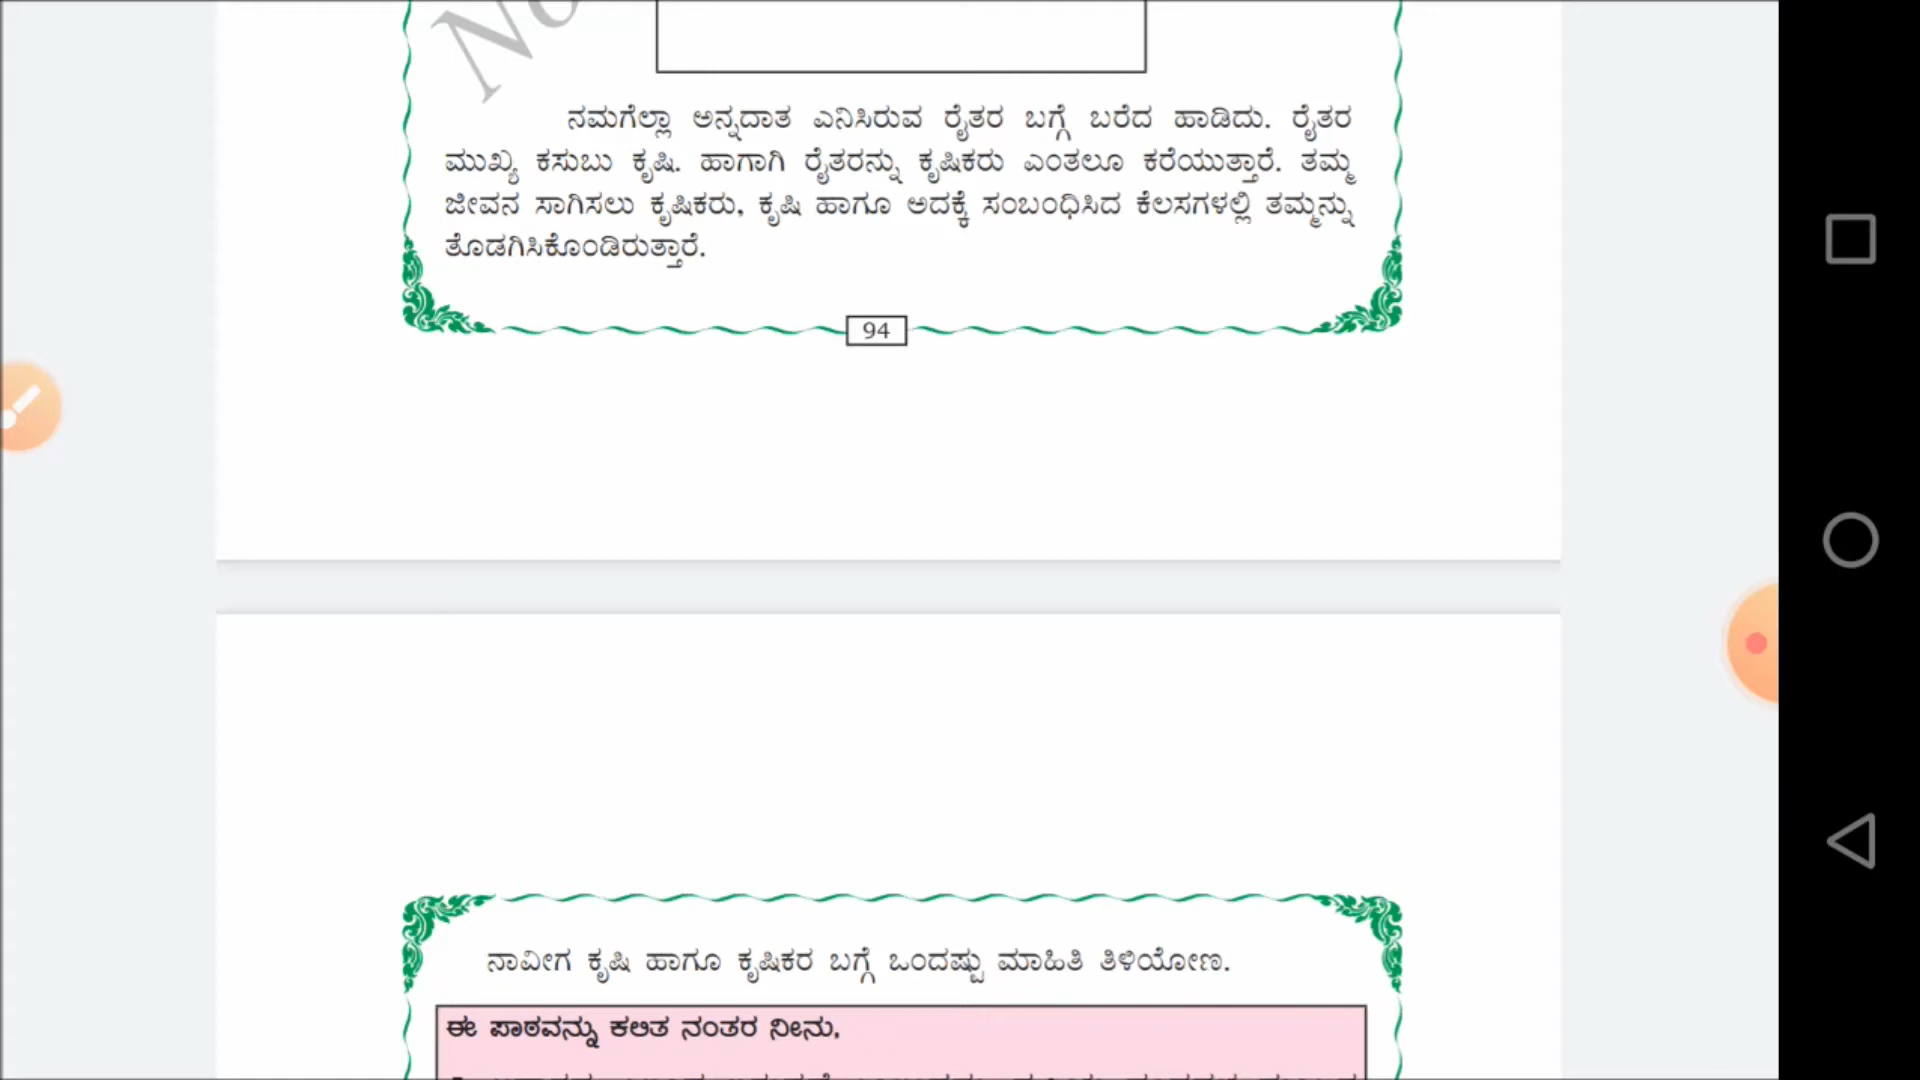 ನಮಗೆಲ್ಲಾ ಅನ್ನದಾತ ಎನಿಸಿರುವ ರೈತರ ಬಗ್ಗೆ ಬರೆದ ಹಾಡಿದು. ರೈತರ
ಮುಖ್ಯ ಕಸುಬು ಕೃಷಿ. ಹಾಗಾಗಿ ರೈತರನ್ನು ಕೃಷಿಕರು ಎಂತಲೂ ಕರೆಯುತ್ತಾರೆ. ತಮ್ಮ
ಜೀವನ ಸಾಗಿಸಲು ಕೃಷಿಕರು, ಕೃಷಿ ಹಾಗೂ ಅದಕ್ಕೆ ಸಂಬಂಧಿಸಿದ ಕೆಲಸಗಳಲ್ಲಿ ತಮ್ಮನ್ನು
ತೊಡಗಿಸಿಕೊಂಡಿರುತ್ತಾರೆ.
94
ನಾವೀಗ ಕೃಷಿ ಹಾಗೂ ಕೃಷಿಕರ ಬಗ್ಗೆ ಒಂದಷ್ಟು ಮಾಹಿತಿ ತಿಳಿಯೋಣ.
ಈ ಪಾಠವನ್ನು ಕಲಿತ ನಂತರ ನೀನು,